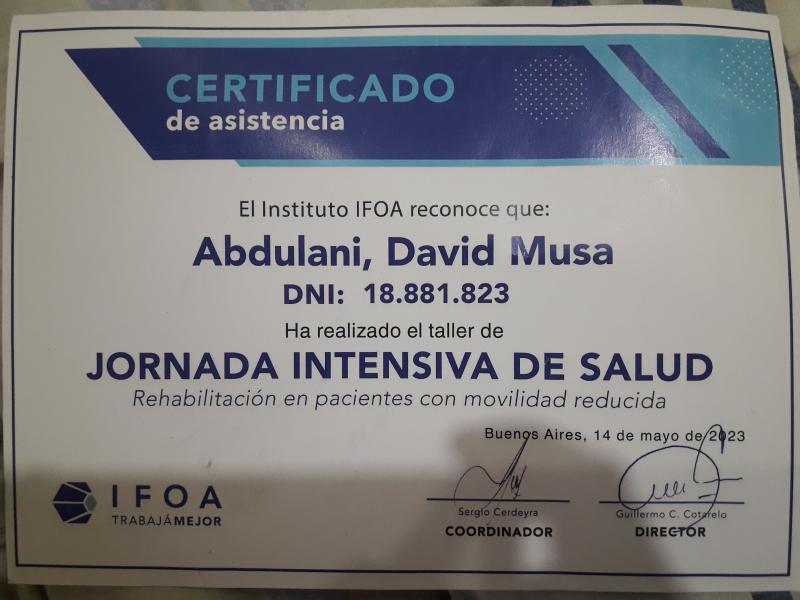 CERTIFICADO
de asistencia
El Instituto IFOA reconoce que:
Abdulani, David Musa
DNI: 18.881.823
Ha realizado el taller de
JORNADA INTENSIVA DE SALUD
Rehabilitación en pacientes con movilidad reducida
Buenos Aires, 14 de mayo de 2023
IFOA
TRABAJÁMEJOR
Sergio Cerdeyra
COORDINADOR
Guillermo C. Cotarelo
DIRECTOR